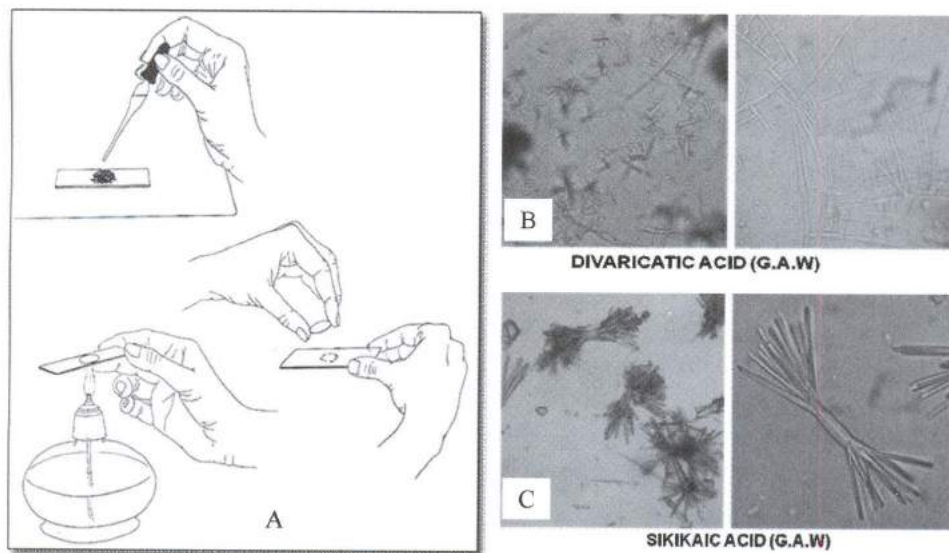 A
B
DIVARICATIC ACID (G.A.W)
C
SIKIKAIC ACID (G.A.W)